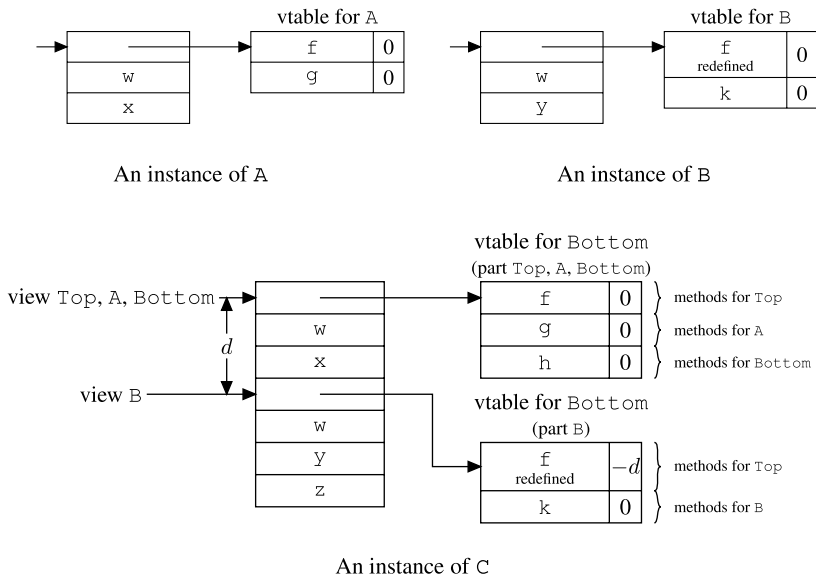 vtable for A
f 0
g 0
w
x
An instance of A
vtable for B
f 0
redefined
k 0
w
y
An instance of B
vtable for Bottom
(part Top, A, Bottom)
view Top, A, Bottom
f 0 methods for Top
w
g 0 methods for A
d
x
h 0 methods for Bottom
view B
vtable for Bottom
(part B)
w
y
f −d methods for Top
redefined
z
k 0 methods for B
An instance of C